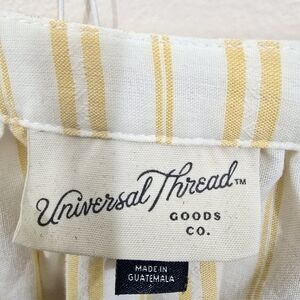 Universal Thread™
GOODS
CO.
MADE IN
GUATEMALA